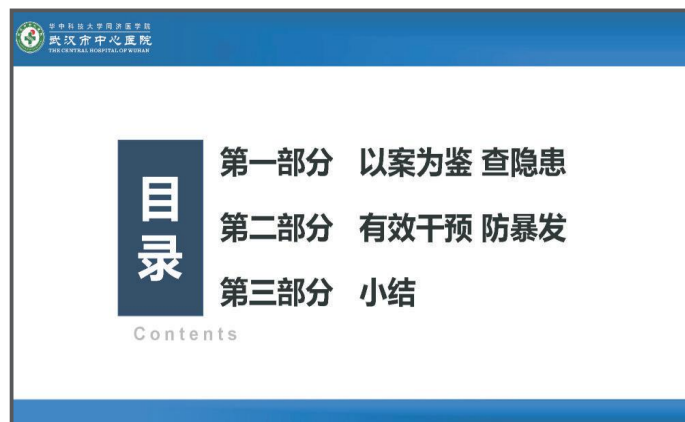 华中科技大学同济医学院
武汉市中心医院
THE CENTRAL HOSPITAL OF WUHAN
目录
Contents
第一部分 以案为鉴 查隐患
第二部分 有效干预 防暴发
第三部分 小结